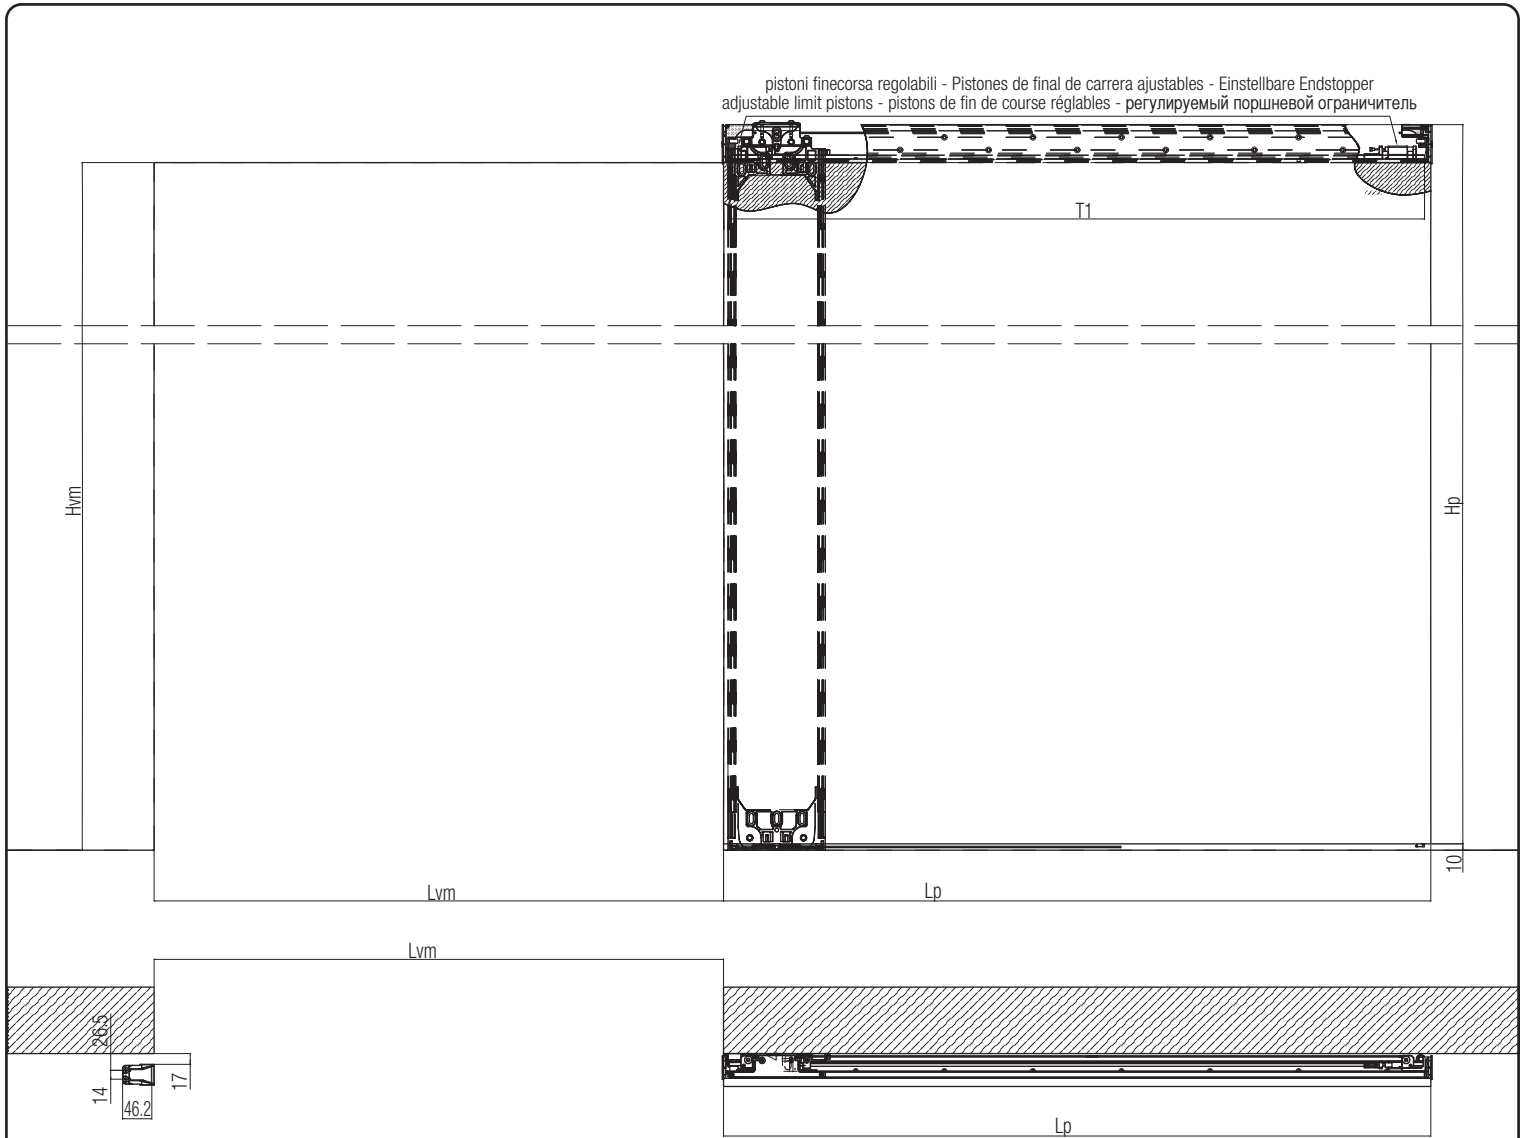 pistoni finecorsa regolabili - Pistones de final de carrera ajustables - Einstellbare Endstopper
adjustable limit pistons - pistons de fin de course réglables - регулируемый поршневой ограничитель
T1
Hvm
Hp
10
Lvm
Lp
Lvm
26.5
14
46.2
17
Lp